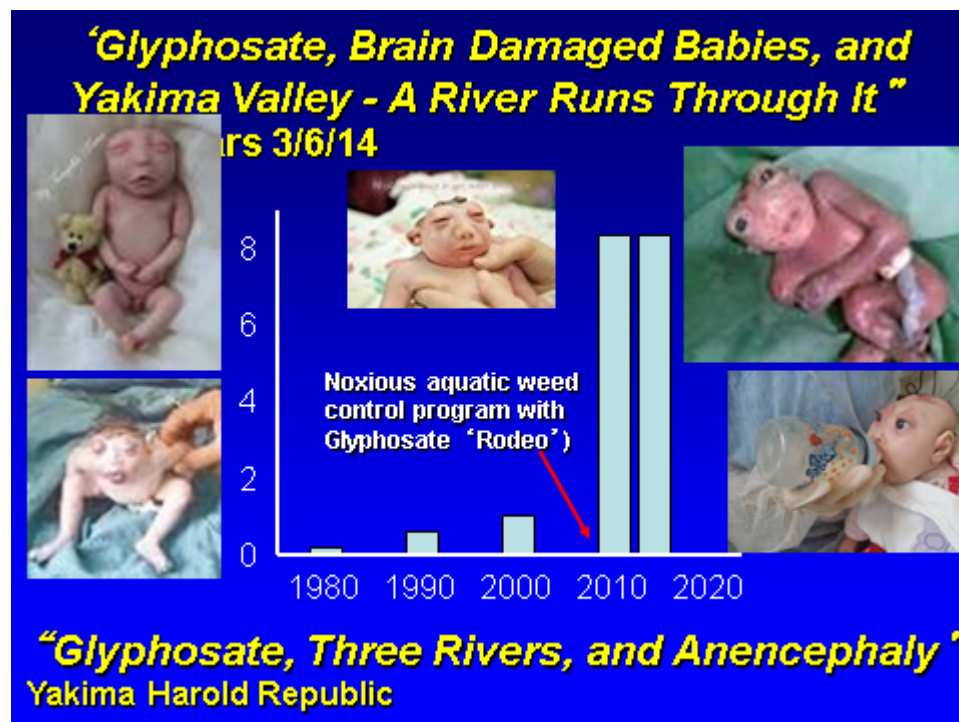 ‘Glyphosate, Brain Damaged Babies, and
Yakima Valley - A River Runs Through It”
3/6/14
8
6
4
2
0
Noxious aquatic weed
control program with
Glyphosate ‘Rodeo’)
1980 1990 2000 2010 2020
“Glyphosate, Three Rivers, and Anencephaly”
Yakima Harold Republic